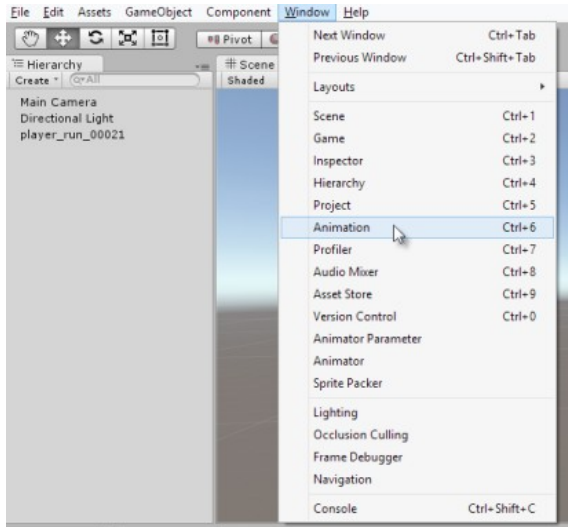 File Edit Assets GameObject Component Window Help
Pivot
Hierarchy
Create All
Main Camera
Directional Light
player_run_00021
Scene
Shaded
Next Window Ctrl+Tab
Previous Window Ctrl+Shift+Tab
Layouts
Scene Ctrl+1
Game Ctrl+2
Inspector Ctrl+3
Hierarchy Ctrl+4
Project Ctrl+5
Animation Ctrl+6
Profiler Ctrl+7
Audio Mixer Ctrl+8
Asset Store Ctrl+9
Version Control Ctrl+0
Animator Parameter
Animator
Sprite Packer
Lighting
Occlusion Culling
Frame Debugger
Navigation
Console Ctrl+Shift+C